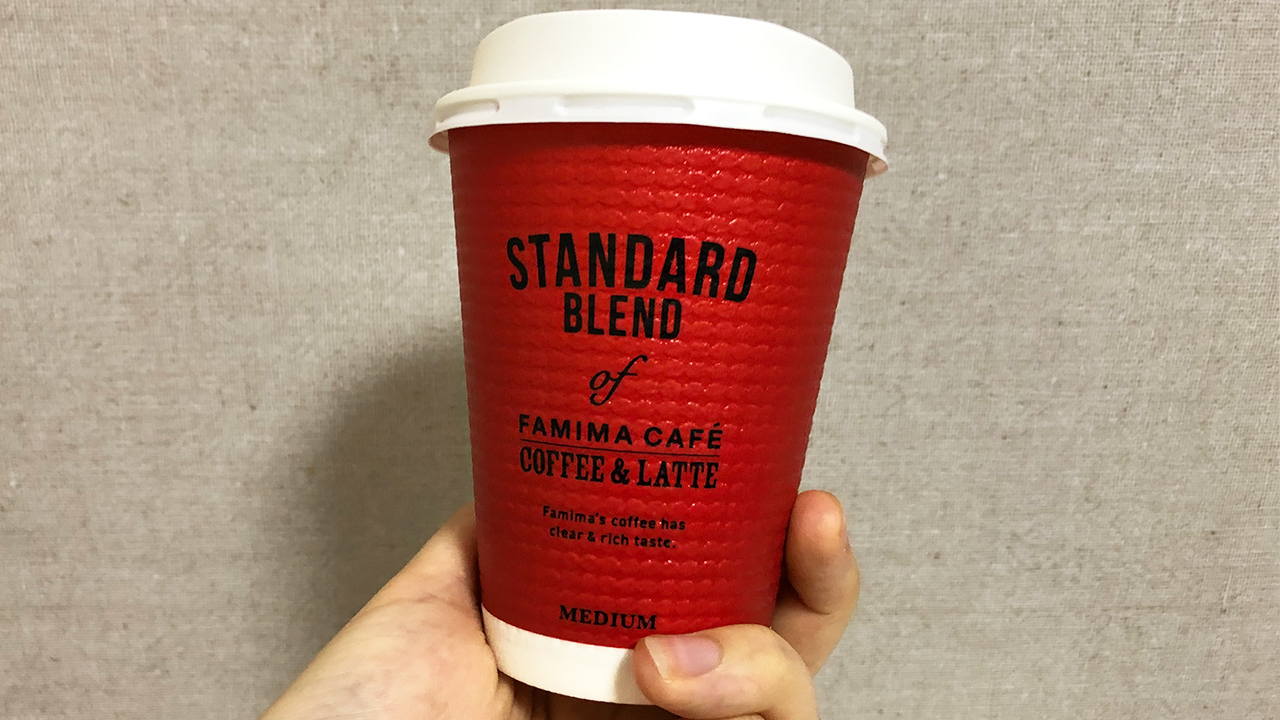 STANDARD
BLEND
of
FAMIMA CAFÉ
COFFEE & LATTE
Famima's coffee has
clear & rich taste.
MEDIUM